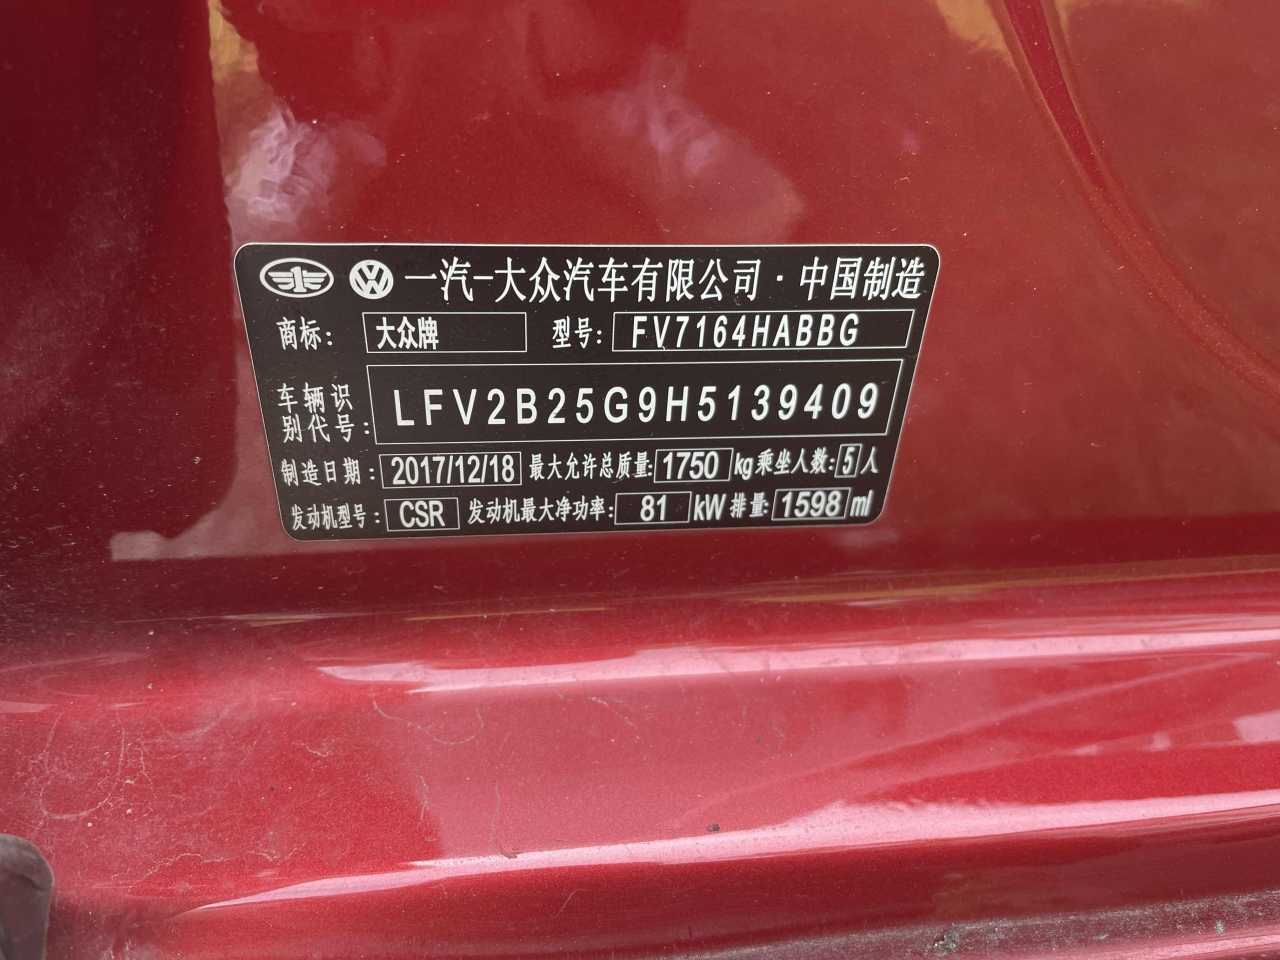 一汽-大众汽车有限公司·中国制造
商标: 大众牌 型号: FV7164HABBG
车辆识别代号: LFV2B25G9H5139409
制造日期: 2017/12/18 最大允许总质量: 1750 kg 乘坐人数: 5 人
发动机型号: CSR 发动机最大净功率: 81 kW 排量: 1598 ml